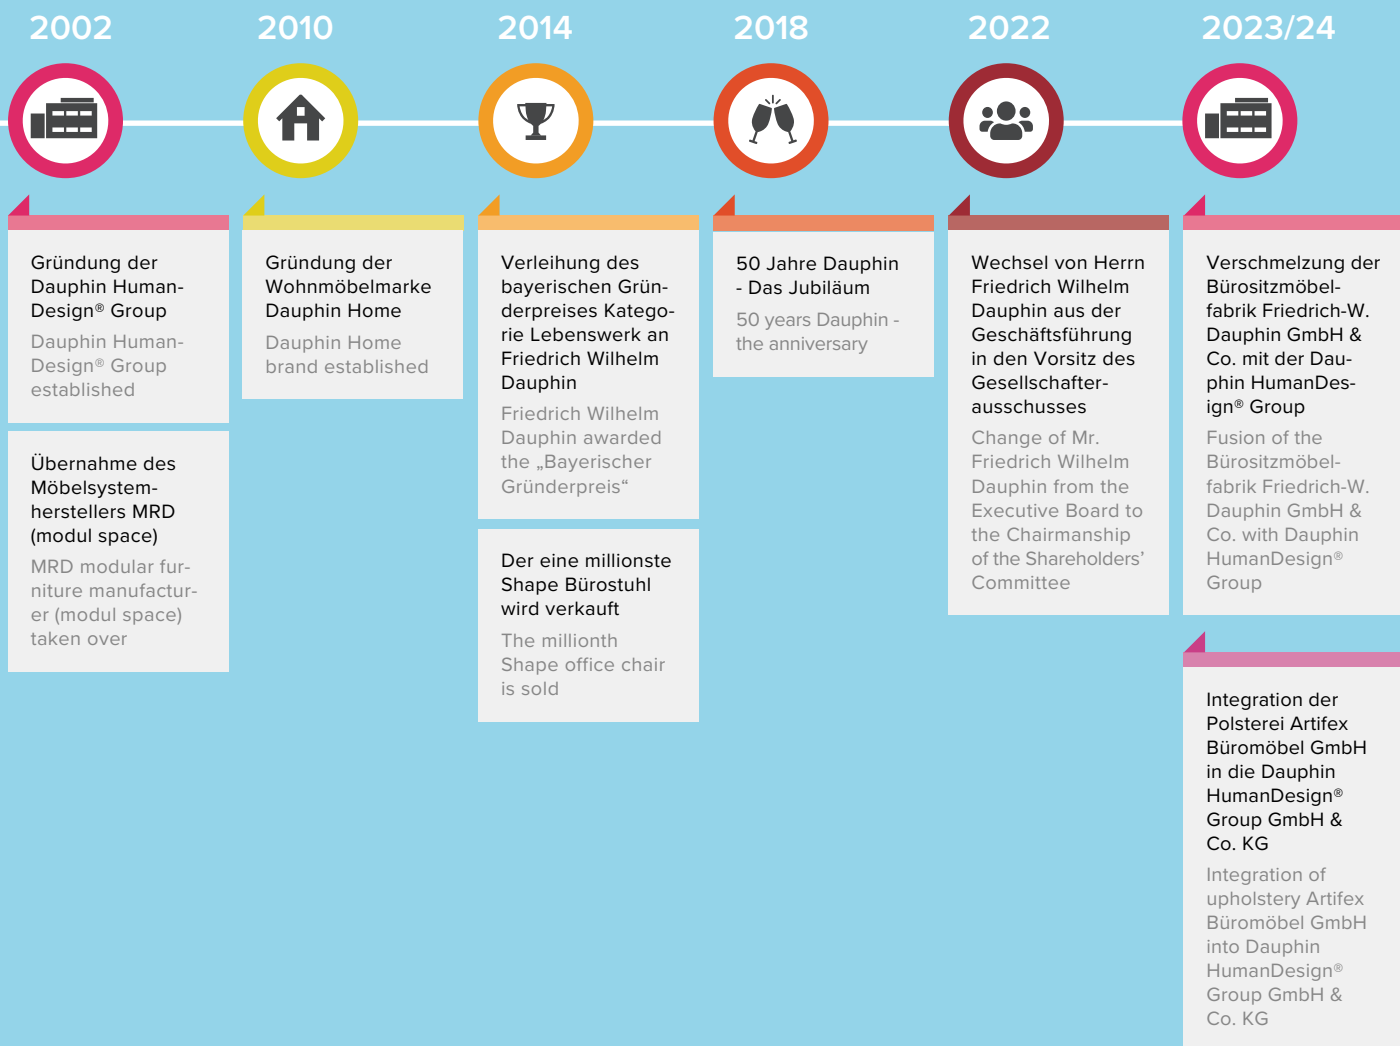 2002
2010
2014
2018
2022
2023/24
Gründung der
Dauphin Human-
Design® Group
Dauphin Human-
Design® Group
established
Übernahme des
Möbelsystem-
herstellers MRD
(modul space)
MRD modular fur-
niture manufactur-
er (modul space)
taken over
Gründung der
Wohnmöbelmarke
Dauphin Home
Dauphin Home
brand established
Verleihung des
bayerischen Grün-
derpreises Katego-
rie Lebenswerk an
Friedrich Wilhelm
Dauphin
Friedrich Wilhelm
Dauphin awarded
the „Bayerischer
Gründerpreis“
Der eine millionste
Shape Bürostuhl
wird verkauft
The millionth
Shape office chair
is sold
50 Jahre Dauphin
- Das Jubiläum
50 years Dauphin -
the anniversary
Wechsel von Herrn
Friedrich Wilhelm
Dauphin aus der
Geschäftsführung
in den Vorsitz des
Gesellschafter-
ausschusses
Change of Mr.
Friedrich Wilhelm
Dauphin from the
Executive Board to
the Chairmanship
of the Shareholders’
Committee
Verschmelzung der
Bürositzmöbel-
fabrik Friedrich-W.
Dauphin GmbH &
Co. mit der Dau-
phin HumanDes-
ign® Group
Fusion of the
Bürositzmöbel-
fabrik Friedrich-W.
Dauphin GmbH &
Co. with Dauphin
HumanDesign®
Group
Integration der
Polsterei Artifex
Büromöbel GmbH
in die Dauphin
HumanDesign®
Group GmbH &
Co. KG
Integration of
upholstery Artifex
Büromöbel GmbH
into Dauphin
HumanDesign®
Group GmbH &
Co. KG